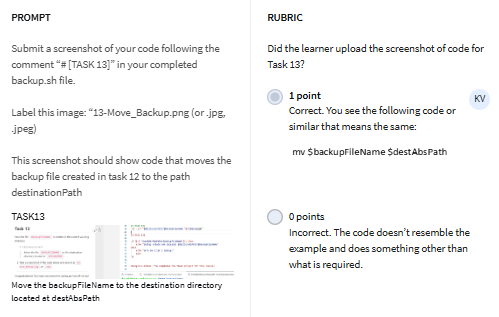 PROMPT
Submit a screenshot of your code following the
comment “# [TASK 13]” in your completed
backup.sh file.
Label this image: “13-Move_Backup.png (or .jpg,
.jpeg)
This screenshot should show code that moves the
backup file created in task 12 to the path
destinationPath
TASK13
Task 13
Move the backupFileName to the destination directory
located at destAbsPath
RUBRIC
Did the learner upload the screenshot of code for
Task 13?
1 point
KV
Correct. You see the following code or
similar that means the same:
mv $backupFileName $destAbsPath
0 points
Incorrect. The code doesn’t resemble the
example and does something other than
what is required.